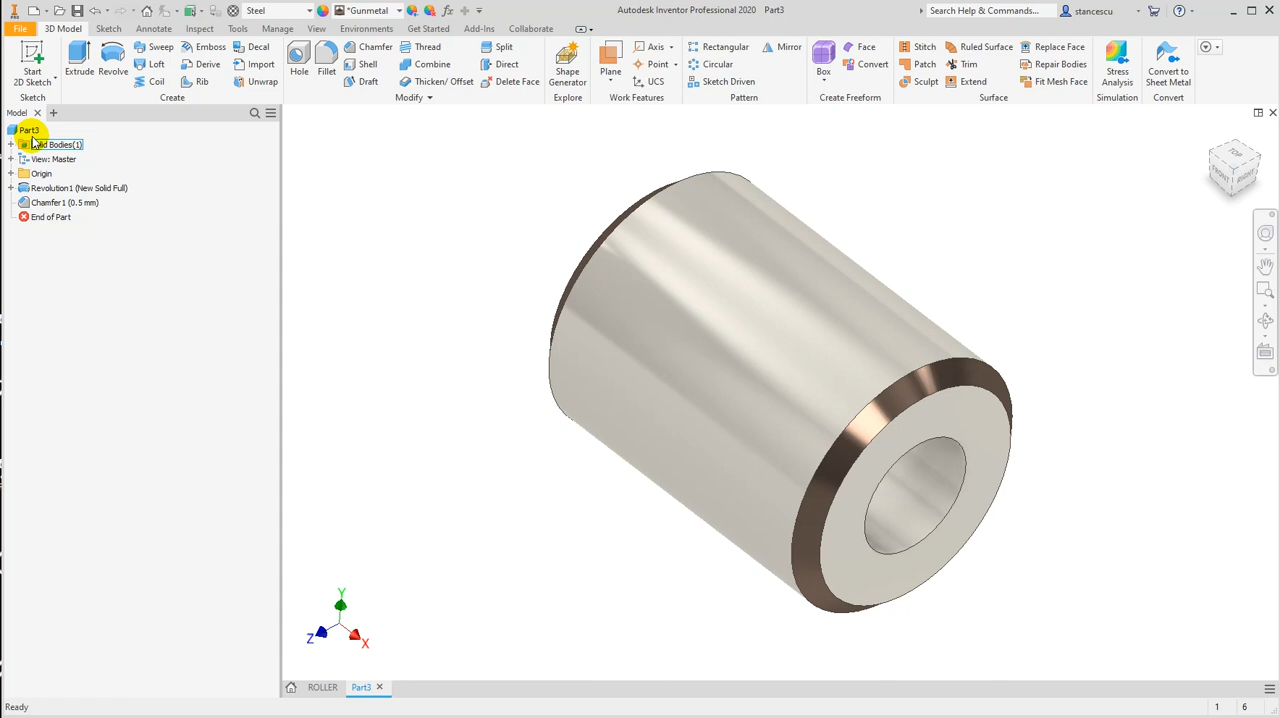 Steel
*Gunmetal
Autodesk Inventor Professional 2020 Part3
Search Help & Commands...
stancescu
PRO
File 3D Model Sketch Annotate Inspect Tools Manage View Environments Get Started Add-Ins Collaborate
Start 2D Sketch
Sketch
Extrude Revolve
Sweep Emboss Decal
Loft Derive Import
Coil Rib Unwrap
Create
Hole Fillet
Chamfer Thread Split
Shell Combine Direct
Draft Thicken/ Offset Delete Face
Modify
Shape Generator
Explore
Plane
Axis
Point
UCS
Work Features
Rectangular Mirror
Circular
Sketch Driven
Pattern
Box
Face
Convert
Create Freeform
Stitch Ruled Surface Replace Face
Patch Trim Repair Bodies
Sculpt Extend Fit Mesh Face
Surface
Stress Analysis
Simulation
Convert to Sheet Metal
Convert
Model
Part3
Bodies(1)
View: Master
Origin
Revolution1 (New Solid Full)
Chamfer1 (0.5 mm)
End of Part
TOP
FRONT
Y
Z
X
ROLLER Part3
Ready
1 6